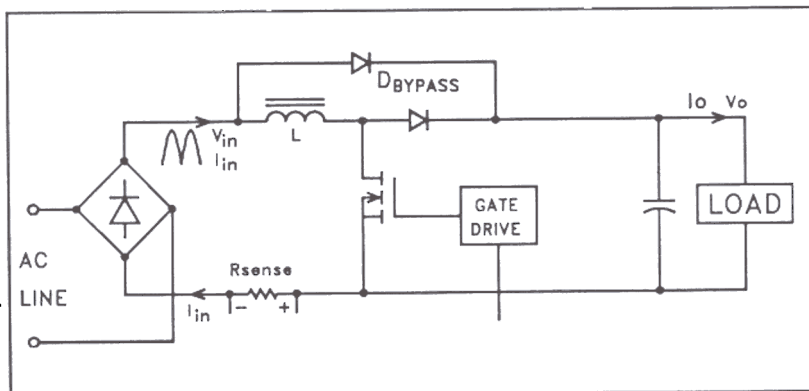 DBYPASS
Io Vo
Vin
Iin
L
GATE
DRIVE
LOAD
AC
LINE
Rsense
Iin
- +